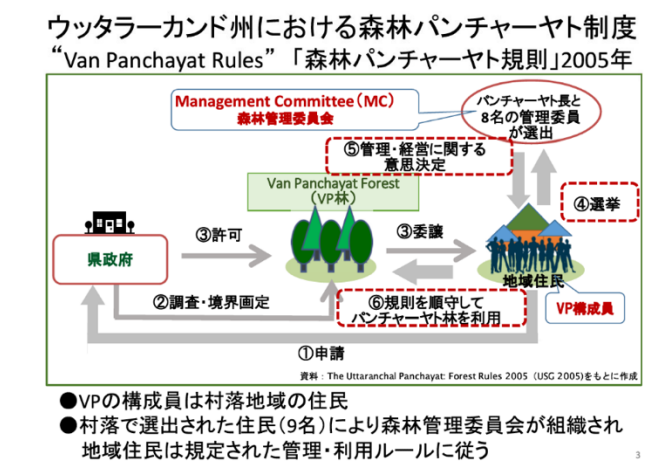 ウッタラーカンド州における森林パンチャーヤト制度
“Van Panchayat Rules” 「森林パンチャーヤト規則」2005年
Management Committee(MC)
森林管理委員会
パンチャーヤト長と
8名の管理委員
が選出
⑤管理・経営に関する
意思決定
Van Panchayat Forest
(VP林)
④選挙
③許可
③委譲
県政府
地域住民
②調査・境界画定
⑥規則を順守して
パンチャーヤト林を利用
VP構成員
①申請
資料:The Uttaranchal Panchayat: Forest Rules 2005 (USG 2005)をもとに作成
●VPの構成員は村落地域の住民
●村落で選出された住民(9名)により森林管理委員会が組織され
地域住民は規定された管理・利用ルールに従う
3